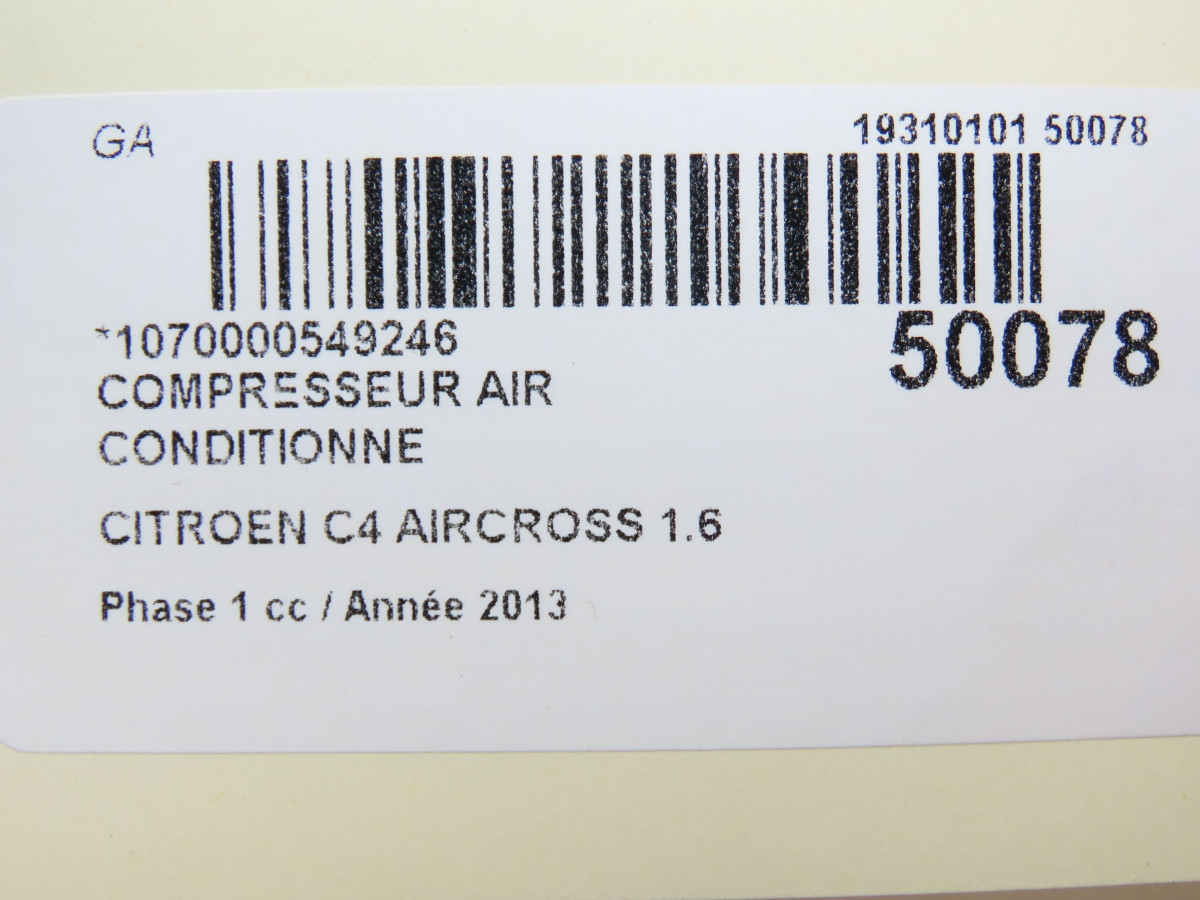 GA
19310101 50078
*1070000549246
50078
COMPRESSEUR AIR
CONDITIONNE
CITROEN C4 AIRCROSS 1.6
Phase 1 cc / Année 2013